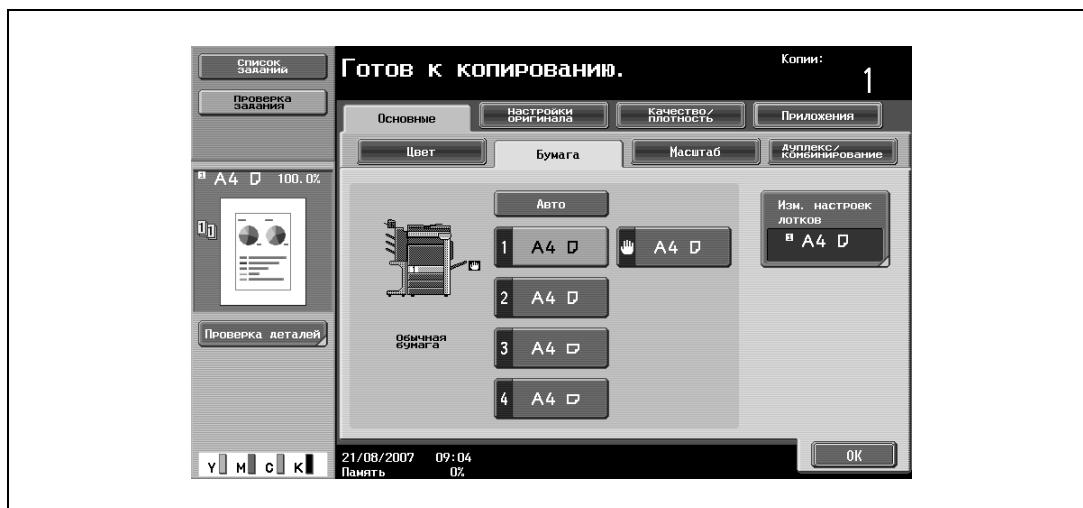 Список
заданий
Готов к копированию.
Копии:
1
Проверка
задания
Основные
Настройки
оригинала
Качество/
плотность
Приложения
Цвет
Бумага
Масштаб
Дуплекс/
комбинирование
1 A4 100.0%
Авто
Изм. настроек
лотков
1 A4
1 A4
A4
2 A4
3 A4
4 A4
Обычная
бумага
Проверка деталей
Y M C K
21/08/2007 09:04
Память 0%
OK